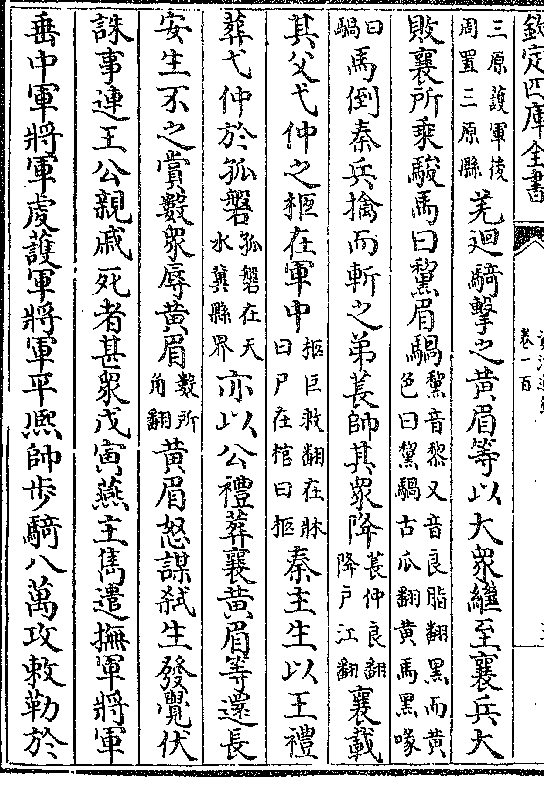 欽定四庫全書
卷一百
三原護軍後周置三原縣羌廻騎擊之黄眉等以大衆繼至襄兵大
敗襄所乗駿馬曰黧眉騧黧音黎又音良脂翻黑而黄色曰黧騧古瓜翻黄馬黑喙
曰騧馬倒秦兵擒而斬之弟萇帥其衆降萇仲良翻降户江翻襄載
其父弋仲之柩在軍中柩巨救翻在牀曰尸在棺曰柩秦主生以王禮
葬弋仲於孤磐孤磐在天水冀縣界亦以公禮葬襄黄眉等還長
安生不之賞數衆辱黄眉數所角翻黄眉怒謀弑生發覺伏
誅事連王公親戚死者甚衆戊寅燕主儁遣撫軍將軍
垂中軍將軍虔護軍將軍平熈帥歩騎八萬攻敕勒於